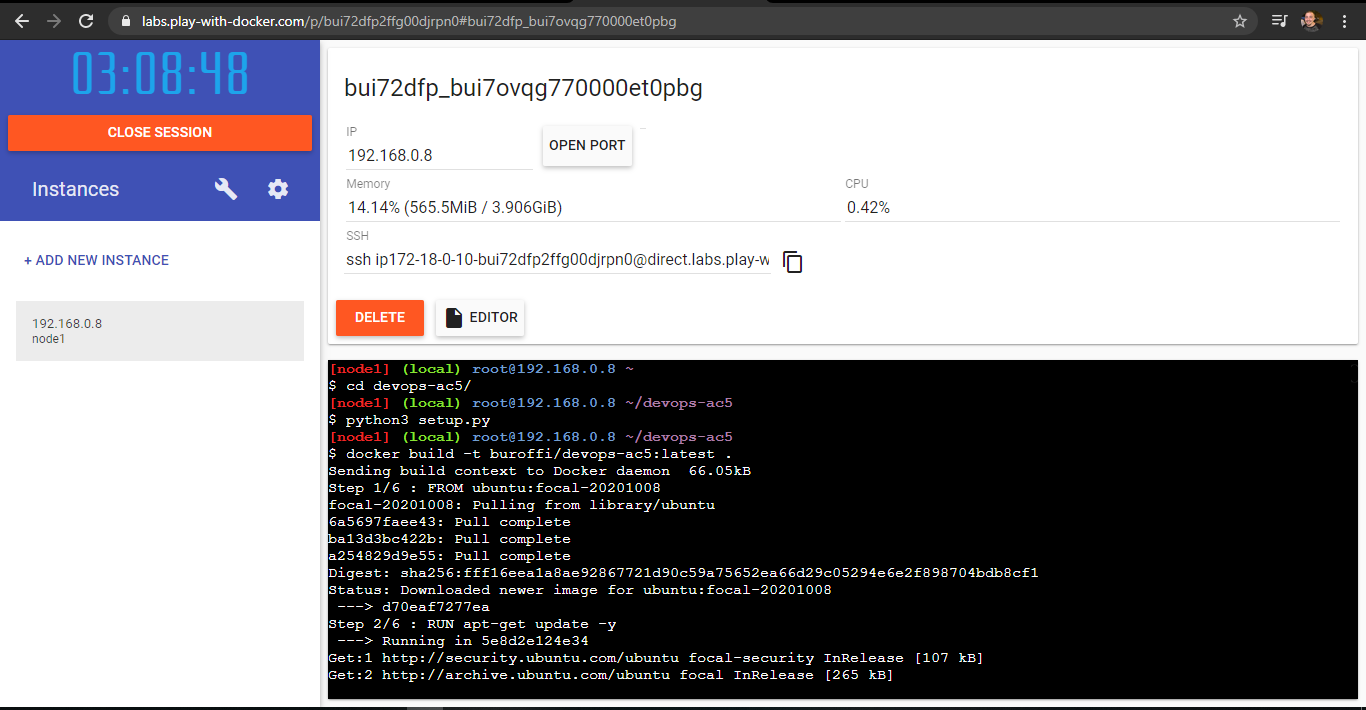 labs.play-with-docker.com/p/bui72dfp2ffg00djrpn0#bui72dfp_bui7ovqg770000et0pbg
03:08:48
CLOSE SESSION
Instances
+ ADD NEW INSTANCE
192.168.0.8
node1
bui72dfp_bui7ovqg770000et0pbg
IP
192.168.0.8
OPEN PORT
Memory
14.14% (565.5MiB / 3.906GiB)
CPU
0.42%
SSH
ssh ip172-18-0-10-bui72dfp2ffg00djrpn0@direct.labs.play-w
DELETE
EDITOR
[node1] (local) root@192.168.0.8 ~
$ cd devops-ac5/
[node1] (local) root@192.168.0.8 ~/devops-ac5
$ python3 setup.py
[node1] (local) root@192.168.0.8 ~/devops-ac5
$ docker build -t buroffi/devops-ac5:latest .
Sending build context to Docker daemon  66.05kB
Step 1/6 : FROM ubuntu:focal-20201008
focal-20201008: Pulling from library/ubuntu
6a5697faee43: Pull complete
ba13d3bc422b: Pull complete
a254829d9e55: Pull complete
Digest: sha256:fff16eea1a8ae92867721d90c59a75652ea66d29c05294e6e2f898704bdb8cf1
Status: Downloaded newer image for ubuntu:focal-20201008
 ---> d70eaf7277ea
Step 2/6 : RUN apt-get update -y
 ---> Running in 5e8d2e124e34
Get:1 http://security.ubuntu.com/ubuntu focal-security InRelease [107 kB]
Get:2 http://archive.ubuntu.com/ubuntu focal InRelease [265 kB]